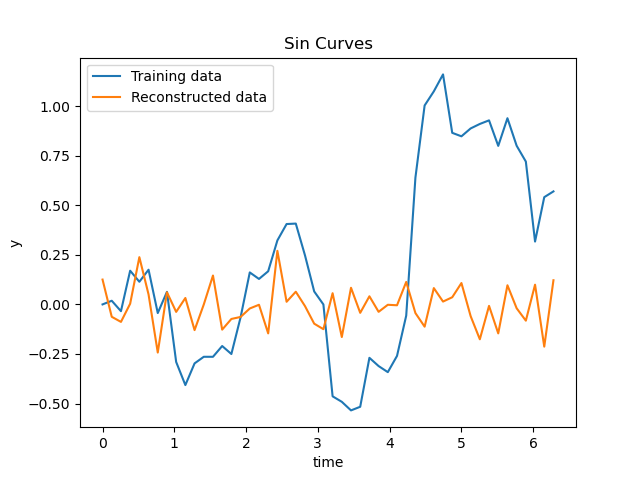 Sin Curves
Training data
Reconstructed data
1.00
0.75
0.50
0.25
0.00
−0.25
−0.50
y
0 1 2 3 4 5 6
time